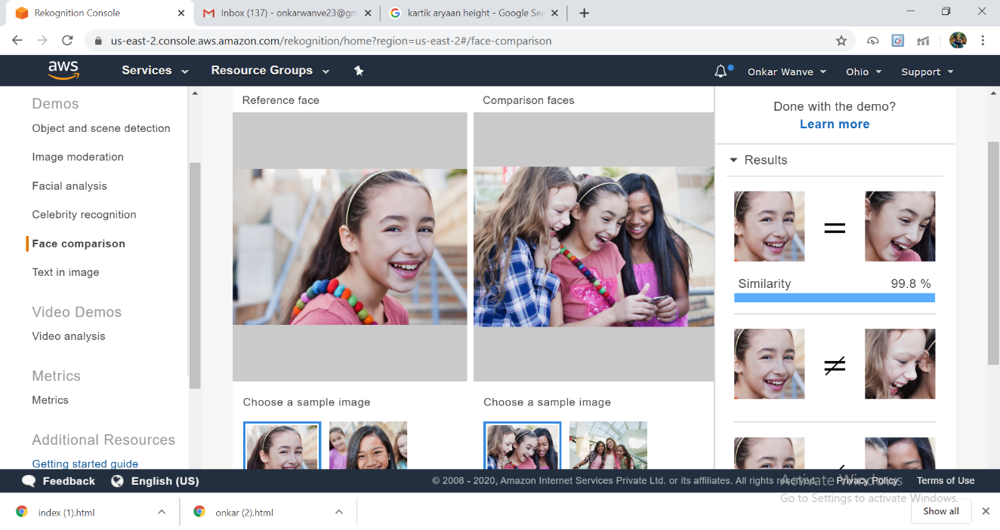 Rekognition Console
Inbox (137) - onkarwanve23@gm
kartik aryaan height - Google Sea
us-east-2.console.aws.amazon.com/rekognition/home?region=us-east-2#/face-comparison
aws
Services
Resource Groups
Onkar Wanve
Ohio
Support
Demos
Object and scene detection
Image moderation
Facial analysis
Celebrity recognition
Face comparison
Text in image
Video Demos
Video analysis
Metrics
Metrics
Additional Resources
Getting started guide
Reference face
Comparison faces
Choose a sample image
Choose a sample image
Done with the demo?
Learn more
Results
=
Similarity 99.8 %
≠
Feedback
English (US)
© 2008 - 2020, Amazon Internet Services Private Ltd. or its affiliates. All rights reserved.
Privacy Policy
Terms of Use
Activate Windows
Go to Settings to activate Windows.
index (1).html
onkar (2).html
Show all